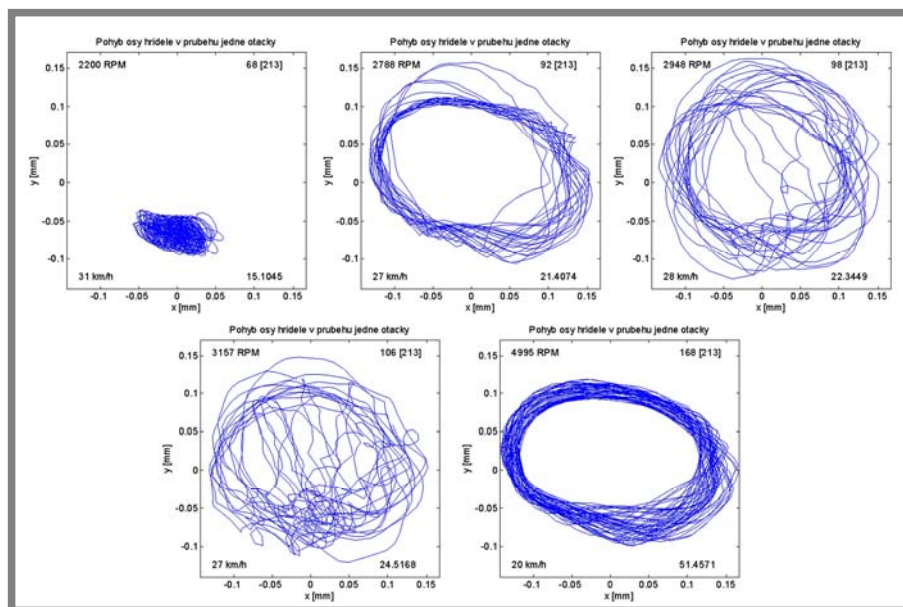 Pohyb osy hridele v prubehu jedne otacky
2200 RPM 68 [213]
0.15
0.1
0.05
0
-0.05
-0.1
y [mm]
31 km/h 15.1045
-0.1 -0.05 0 0.05 0.1 0.15
x [mm]
Pohyb osy hridele v prubehu jedne otacky
2788 RPM 92 [213]
0.15
0.1
0.05
0
-0.05
-0.1
y [mm]
27 km/h 21.4074
-0.1 -0.05 0 0.05 0.1 0.15
x [mm]
Pohyb osy hridele v prubehu jedne otacky
2948 RPM 98 [213]
0.15
0.1
0.05
0
-0.05
-0.1
y [mm]
28 km/h 22.3449
-0.1 -0.05 0 0.05 0.1 0.15
x [mm]
Pohyb osy hridele v prubehu jedne otacky
3157 RPM 106 [213]
0.15
0.1
0.05
0
-0.05
-0.1
y [mm]
27 km/h 24.5168
-0.1 -0.05 0 0.05 0.1 0.15
x [mm]
Pohyb osy hridele v prubehu jedne otacky
4995 RPM 168 [213]
0.15
0.1
0.05
0
-0.05
-0.1
y [mm]
20 km/h 51.4571
-0.1 -0.05 0 0.05 0.1 0.15
x [mm]